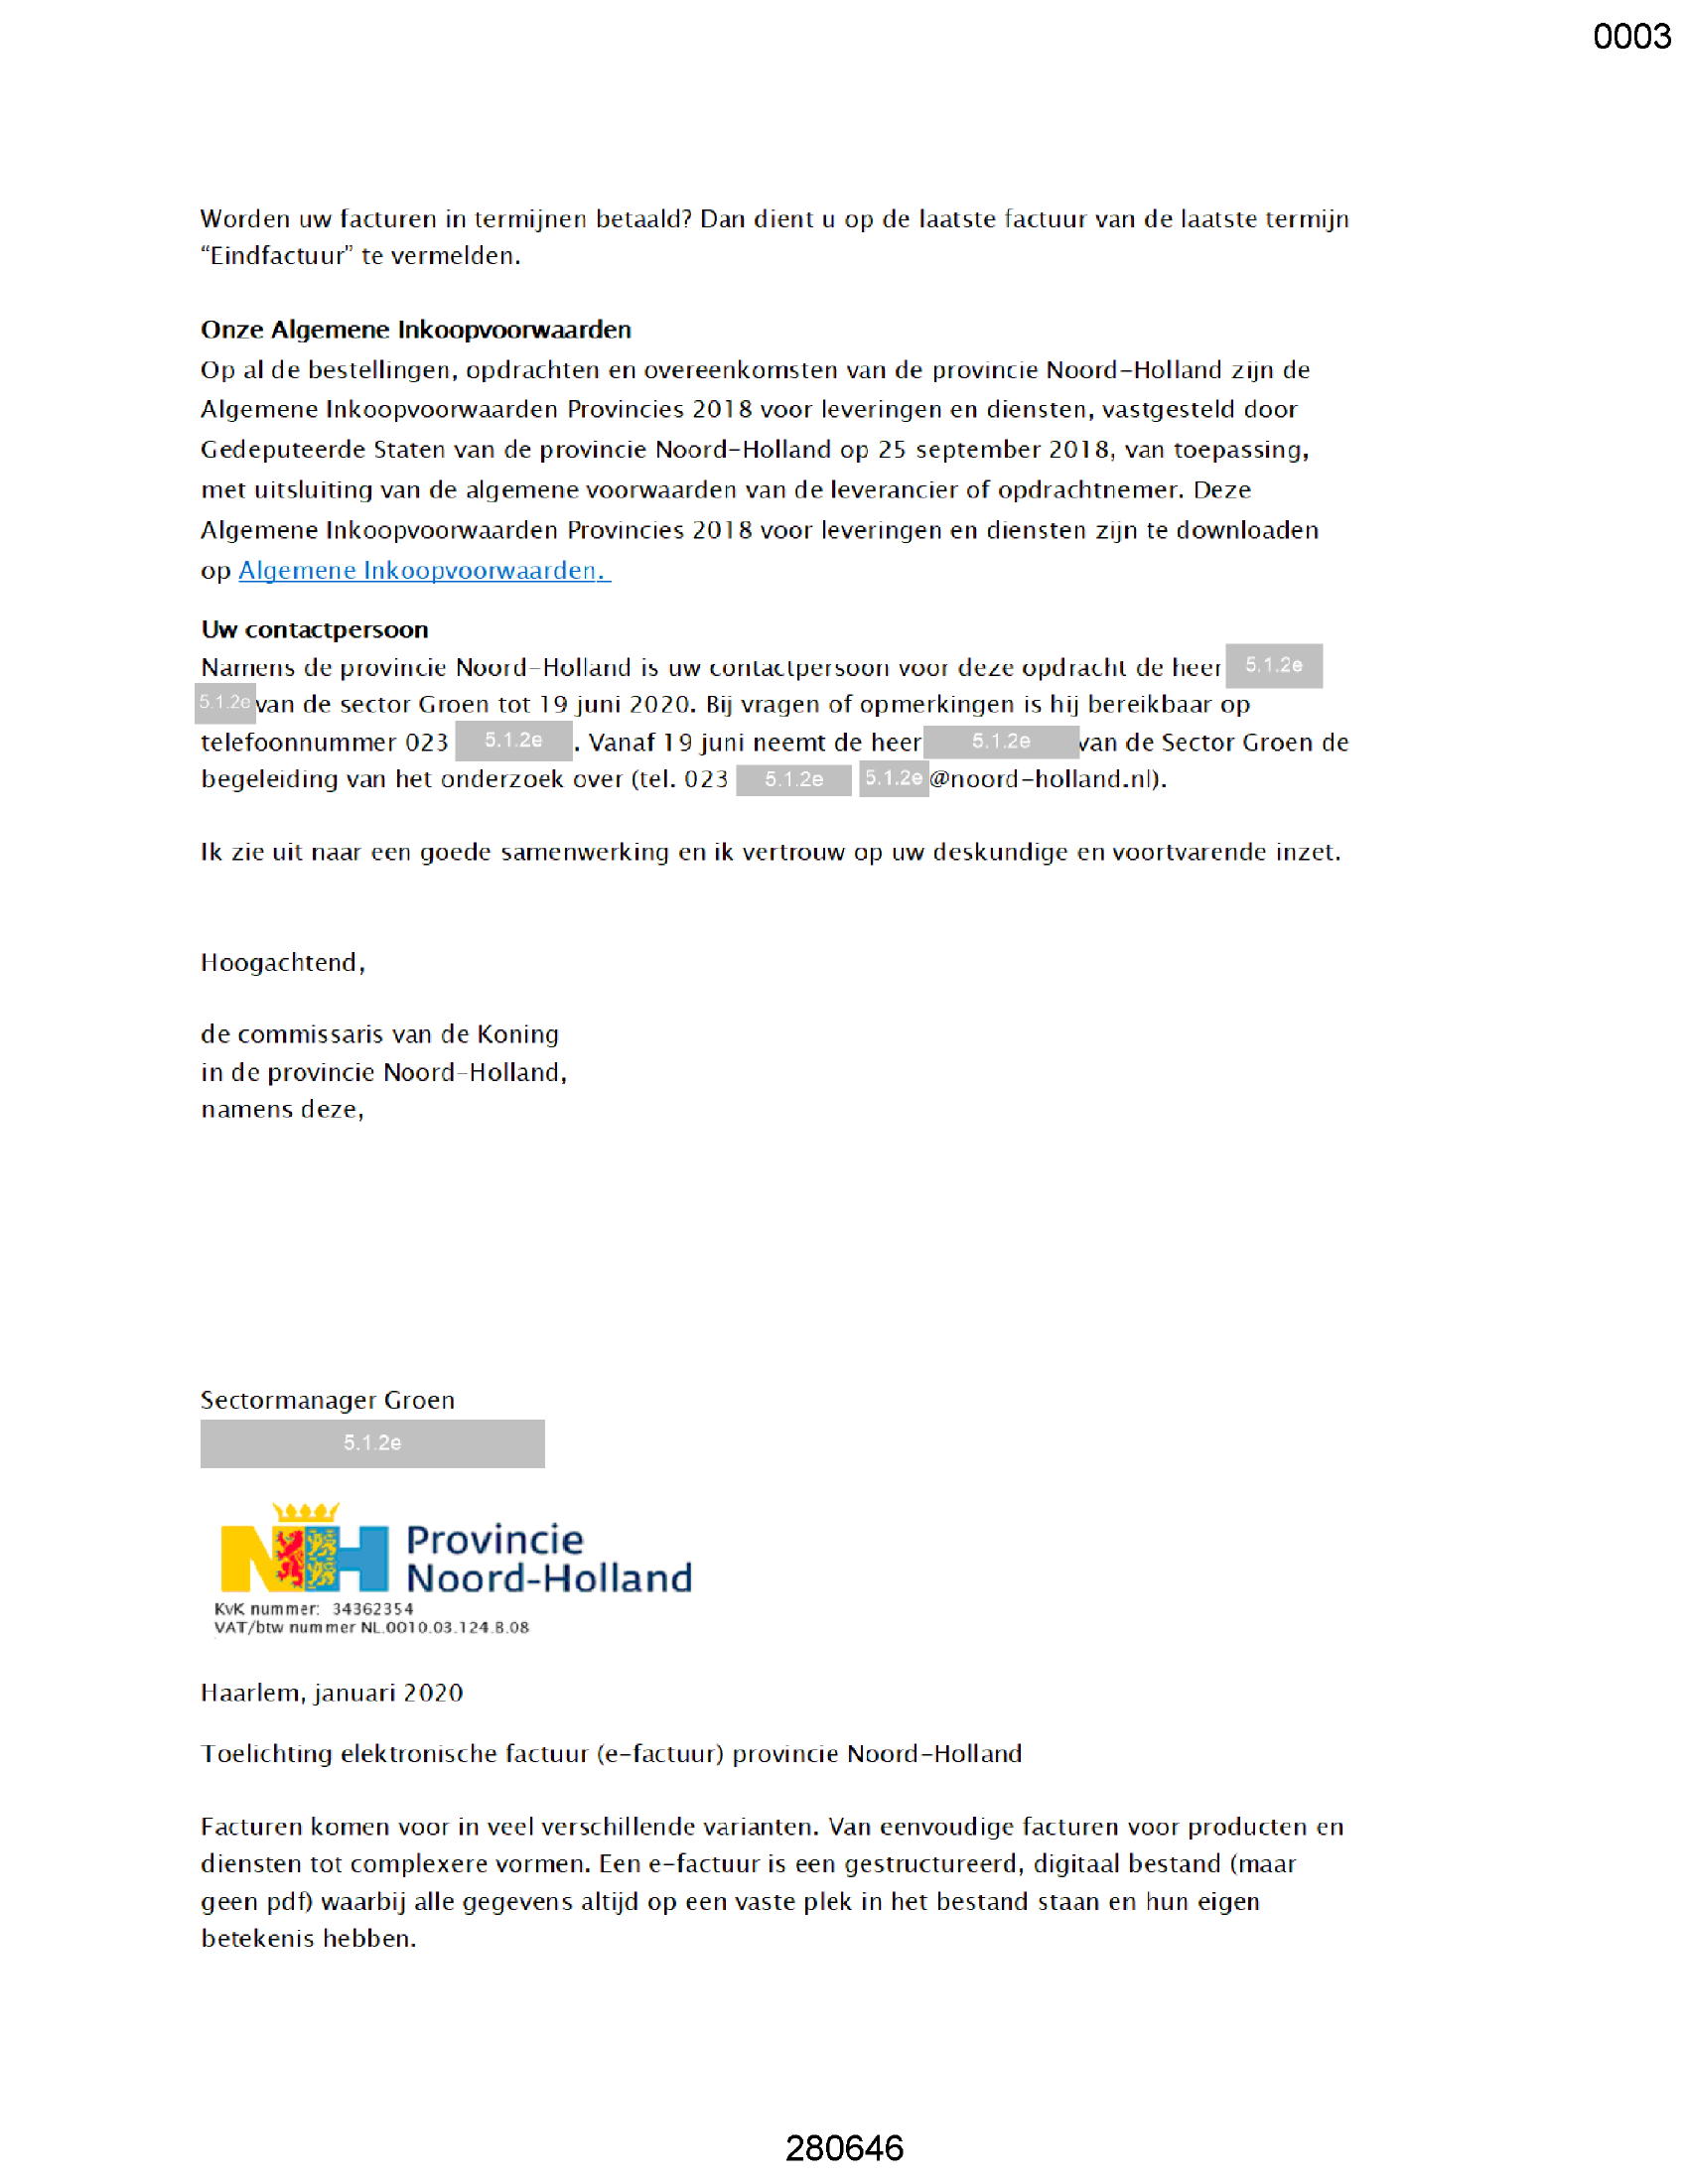 0003
Worden uw facturen in termijnen betaald? Dan dient u op de laatste factuur van de laatste termijn
“Eindfactuur” te vermelden.
Onze Algemene Inkoopvoorwaarden
Op al de bestellingen, opdrachten en overeenkomsten van de provincie Noord-Holland zijn de
Algemene Inkoopvoorwaarden Provincies 2018 voor leveringen en diensten, vastgesteld door
Gedeputeerde Staten van de provincie Noord-Holland op 25 september 2018, van toepassing,
met uitsluiting van de algemene voorwaarden van de leverancier of opdrachtnemer. Deze
Algemene Inkoopvoorwaarden Provincies 2018 voor leveringen en diensten zijn te downloaden
op Algemene Inkoopvoorwaarden.
Uw contactpersoon
Namens de provincie Noord-Holland is uw contactpersoon voor deze opdracht de heer 5.1.2e
5.1.2e van de sector Groen tot 19 juni 2020. Bij vragen of opmerkingen is hij bereikbaar op
telefoonnummer 023 5.1.2e . Vanaf 19 juni neemt de heer 5.1.2e van de Sector Groen de
begeleiding van het onderzoek over (tel. 023 5.1.2e 5.1.2e @noord-holland.nl).
Ik zie uit naar een goede samenwerking en ik vertrouw op uw deskundige en voortvarende inzet.
Hoogachtend,
de commissaris van de Koning
in de provincie Noord-Holland,
namens deze,
Sectormanager Groen
5.1.2e
NH Provincie
Noord-Holland
KvK nummer: 34362354
VAT/btw nummer NL.0010.03.124.B.08
Haarlem, januari 2020
Toelichting elektronische factuur (e-factuur) provincie Noord-Holland
Facturen komen voor in veel verschillende varianten. Van eenvoudige facturen voor producten en
diensten tot complexere vormen. Een e-factuur is een gestructureerd, digitaal bestand (maar
geen pdf) waarbij alle gegevens altijd op een vaste plek in het bestand staan en hun eigen
betekenis hebben.
280646